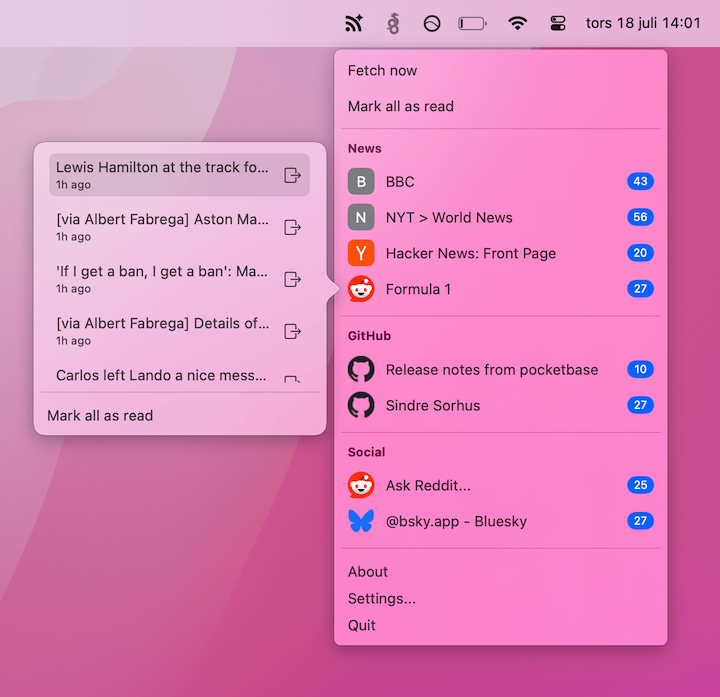 tors 18 juli 14:01
Fetch now
Mark all as read
News
B BBC 43
N NYT > World News 56
Y Hacker News: Front Page 20
Formula 1 27
GitHub
Release notes from pocketbase 10
Sindre Sorhus 27
Social
Ask Reddit... 25
@bsky.app - Bluesky 27
About
Settings...
Quit
Lewis Hamilton at the track fo...
1h ago
[via Albert Fabrega] Aston Ma...
1h ago
'If I get a ban, I get a ban': Ma...
1h ago
[via Albert Fabrega] Details of...
1h ago
Carlos left Lando a nice mess...
Mark all as read